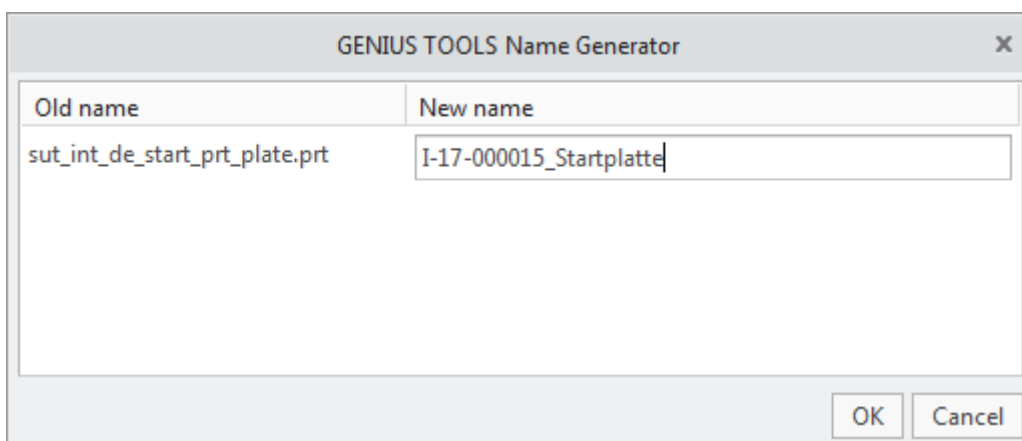 GENIUS TOOLS Name Generator x
Old name New name
sut_int_de_start_prt_plate.prt I-17-000015_Startplatte
OK Cancel